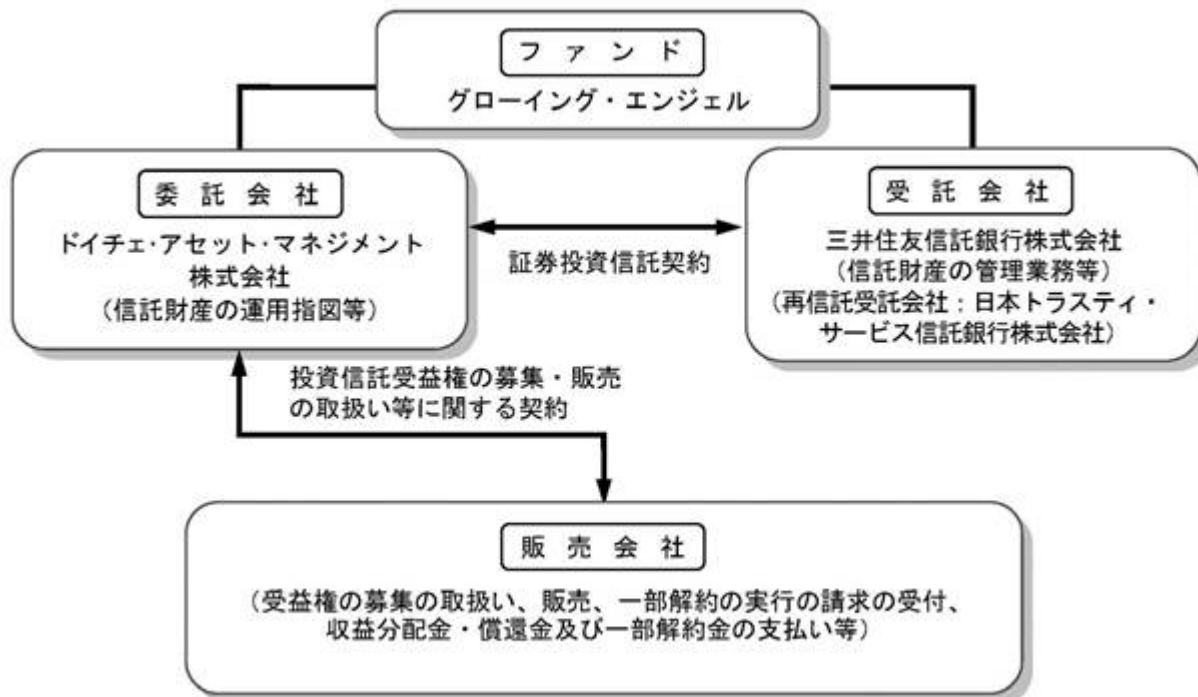 ファンド
グローイング・エンジェル
委託会社
ドイチェ・アセット・マネジメント
株式会社
(信託財産の運用指図等)
証券投資信託契約
受託会社
三井住友信託銀行株式会社
(信託財産の管理業務等)
(再信託受託会社:日本トラスティ・
サービス信託銀行株式会社)
投資信託受益権の募集・販売
の取扱い等に関する契約
販売会社
(受益権の募集の取扱い、販売、一部解約の実行の請求の受付、
収益分配金・償還金及び一部解約金の支払い等)